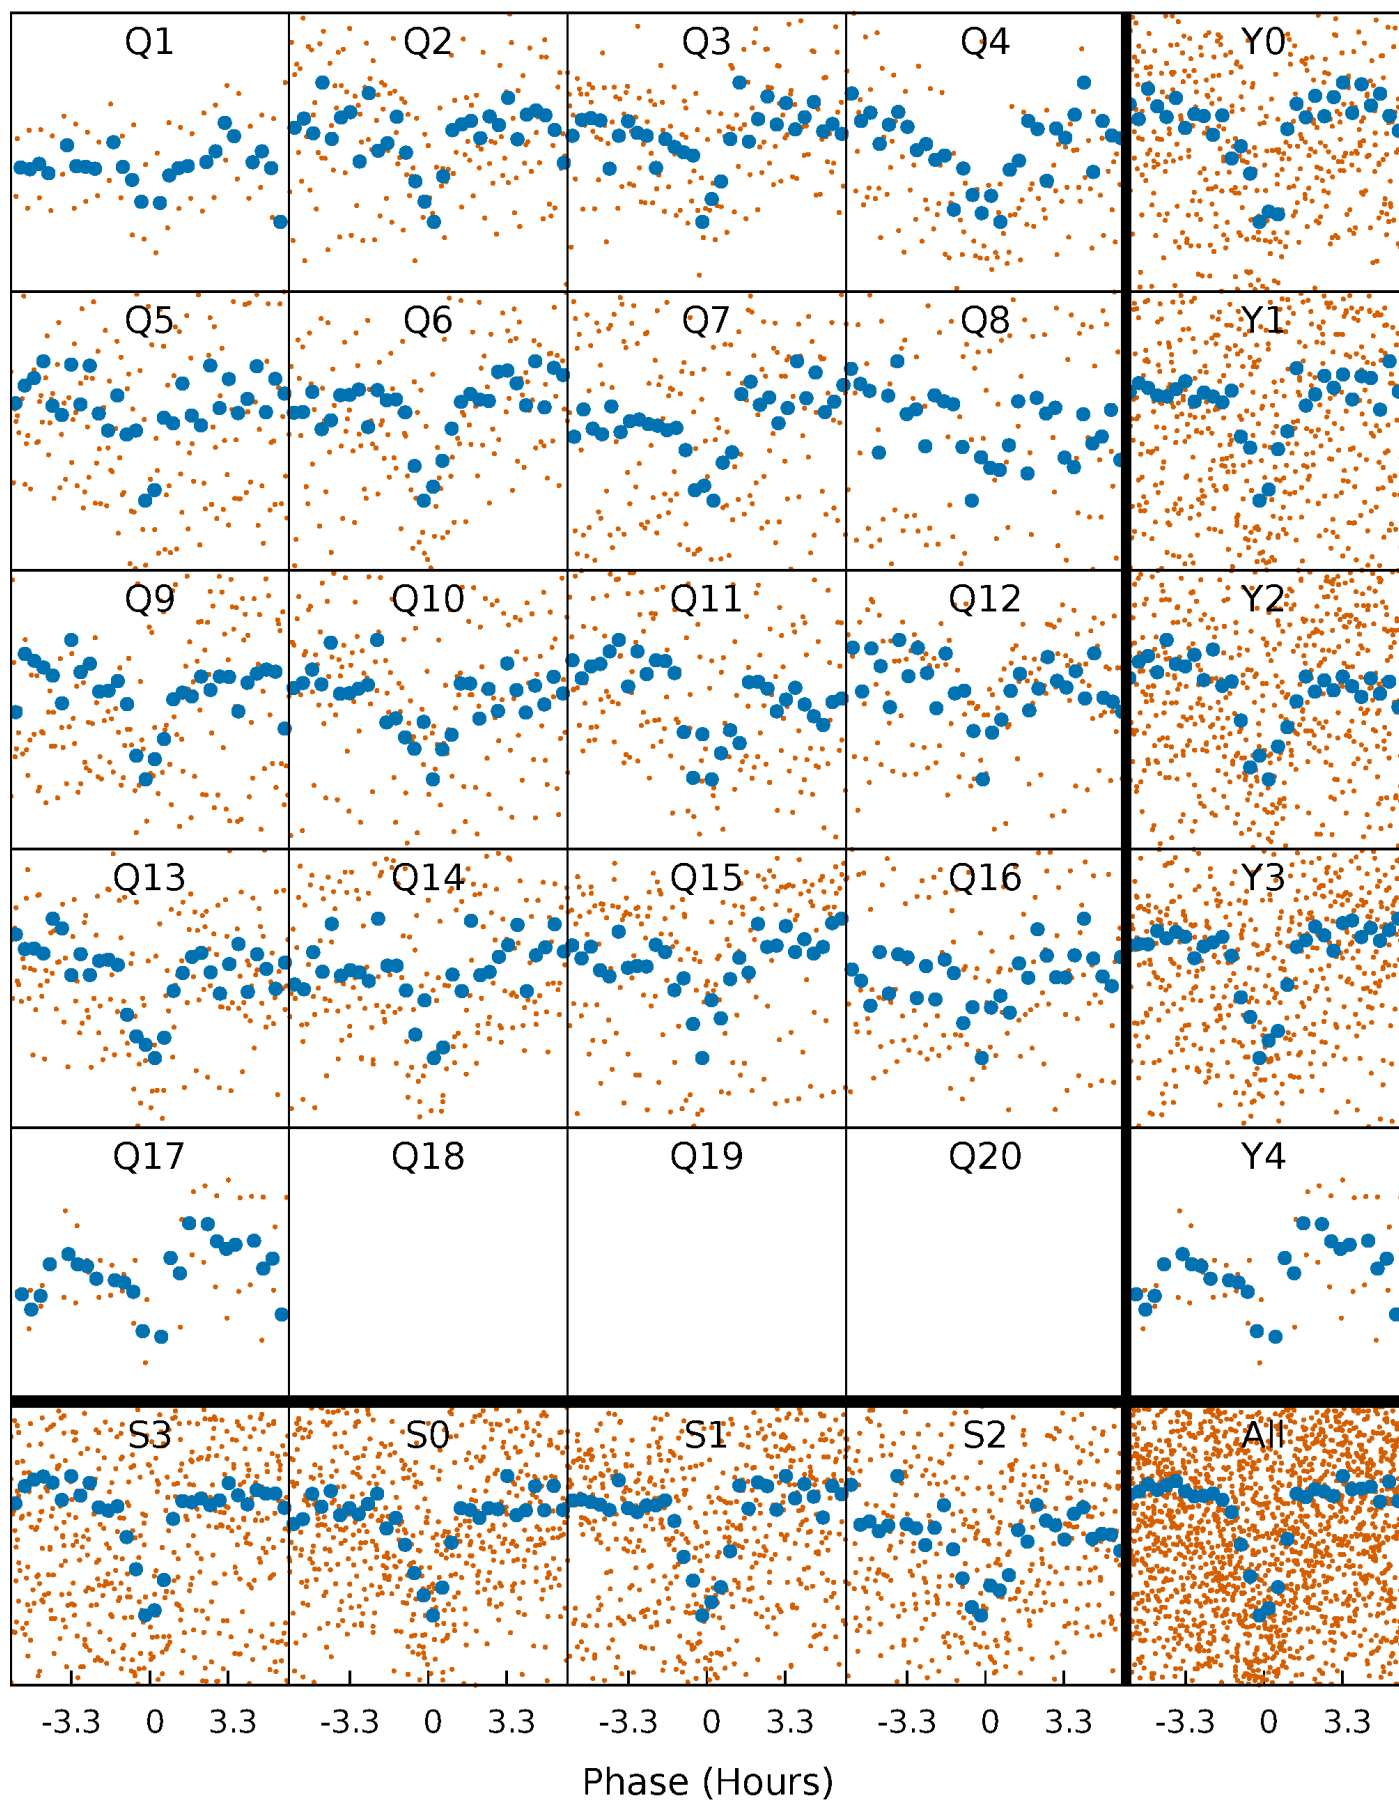 Q1 Q2 Q3 Q4 Y0
Q5 Q6 Q7 Q8 Y1
Q9 Q10 Q11 Q12 Y2
Q13 Q14 Q15 Q16 Y3
Q17 Q18 Q19 Q20 Y4
S3 S0 S1 S2 All
-3.3 0 3.3 -3.3 0 3.3 -3.3 0 3.3 -3.3 0 3.3 -3.3 0 3.3
Phase (Hours)